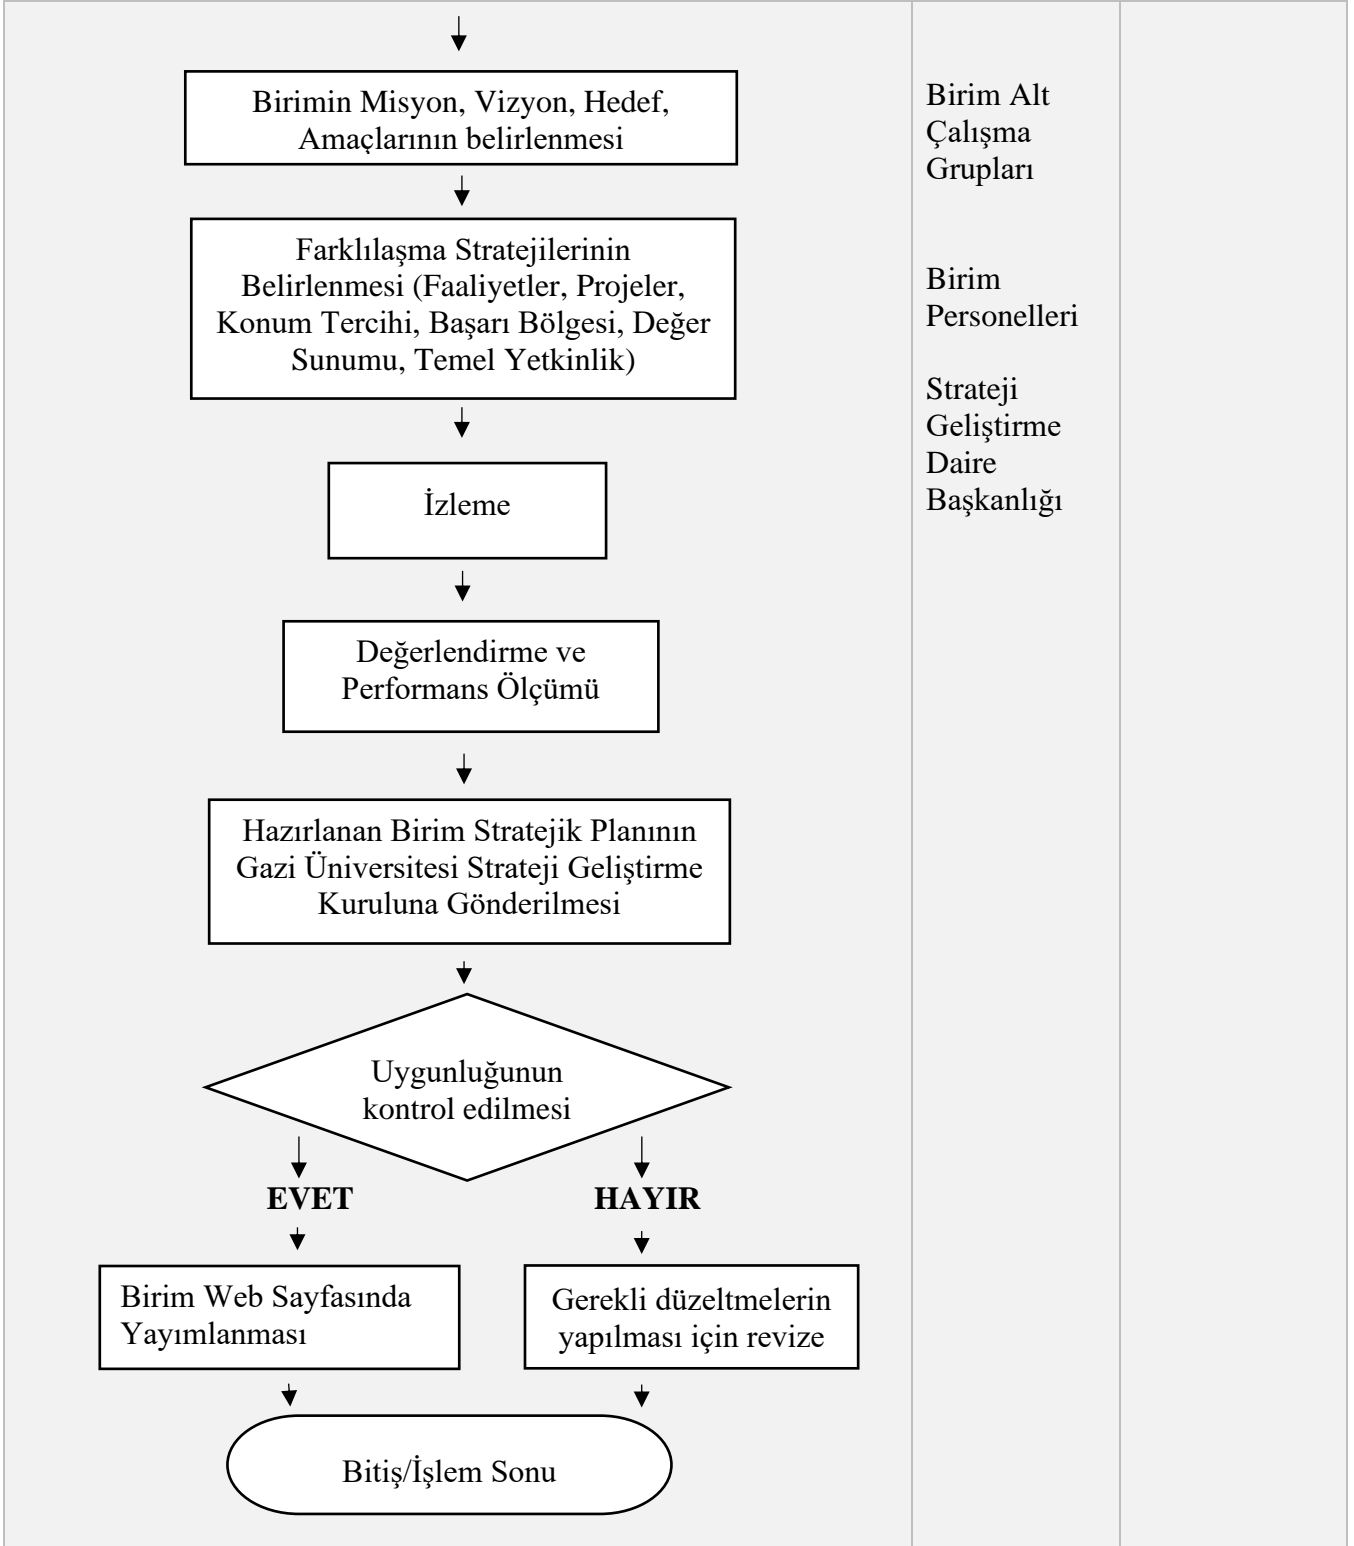 Birimin Misyon, Vizyon, Hedef,
Amaçlarının belirlenmesi
Farklılaşma Stratejilerinin
Belirlenmesi (Faaliyetler, Projeler,
Konum Tercihi, Başarı Bölgesi, Değer
Sunumu, Temel Yetkinlik)
İzleme
Değerlendirme ve
Performans Ölçümü
Hazırlanan Birim Stratejik Planının
Gazi Üniversitesi Strateji Geliştirme
Kuruluna Gönderilmesi
Uygunluğunun
kontrol edilmesi
EVET
HAYIR
Birim Web Sayfasında
Yayımlanması
Gerekli düzeltmelerin
yapılması için revize
Bitiş/İşlem Sonu
Birim Alt
Çalışma
Grupları
Birim
Personelleri
Strateji
Geliştirme
Daire
Başkanlığı